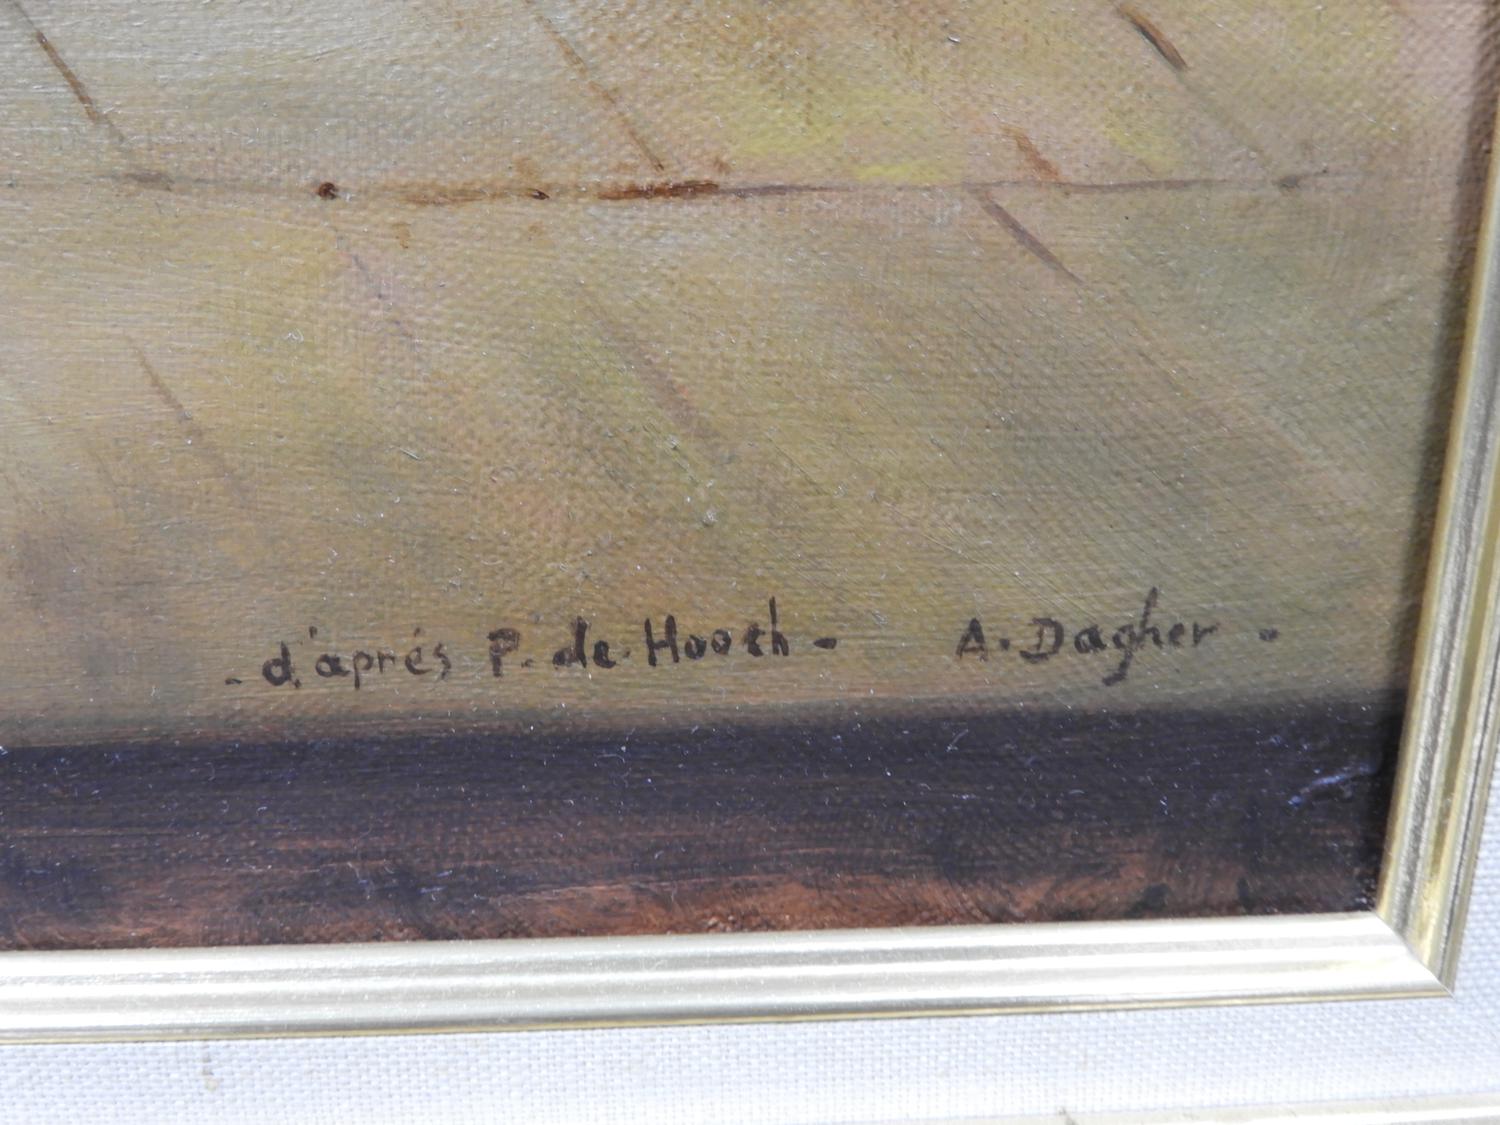 - d'aprés P. de Hooch - A. Dagher -